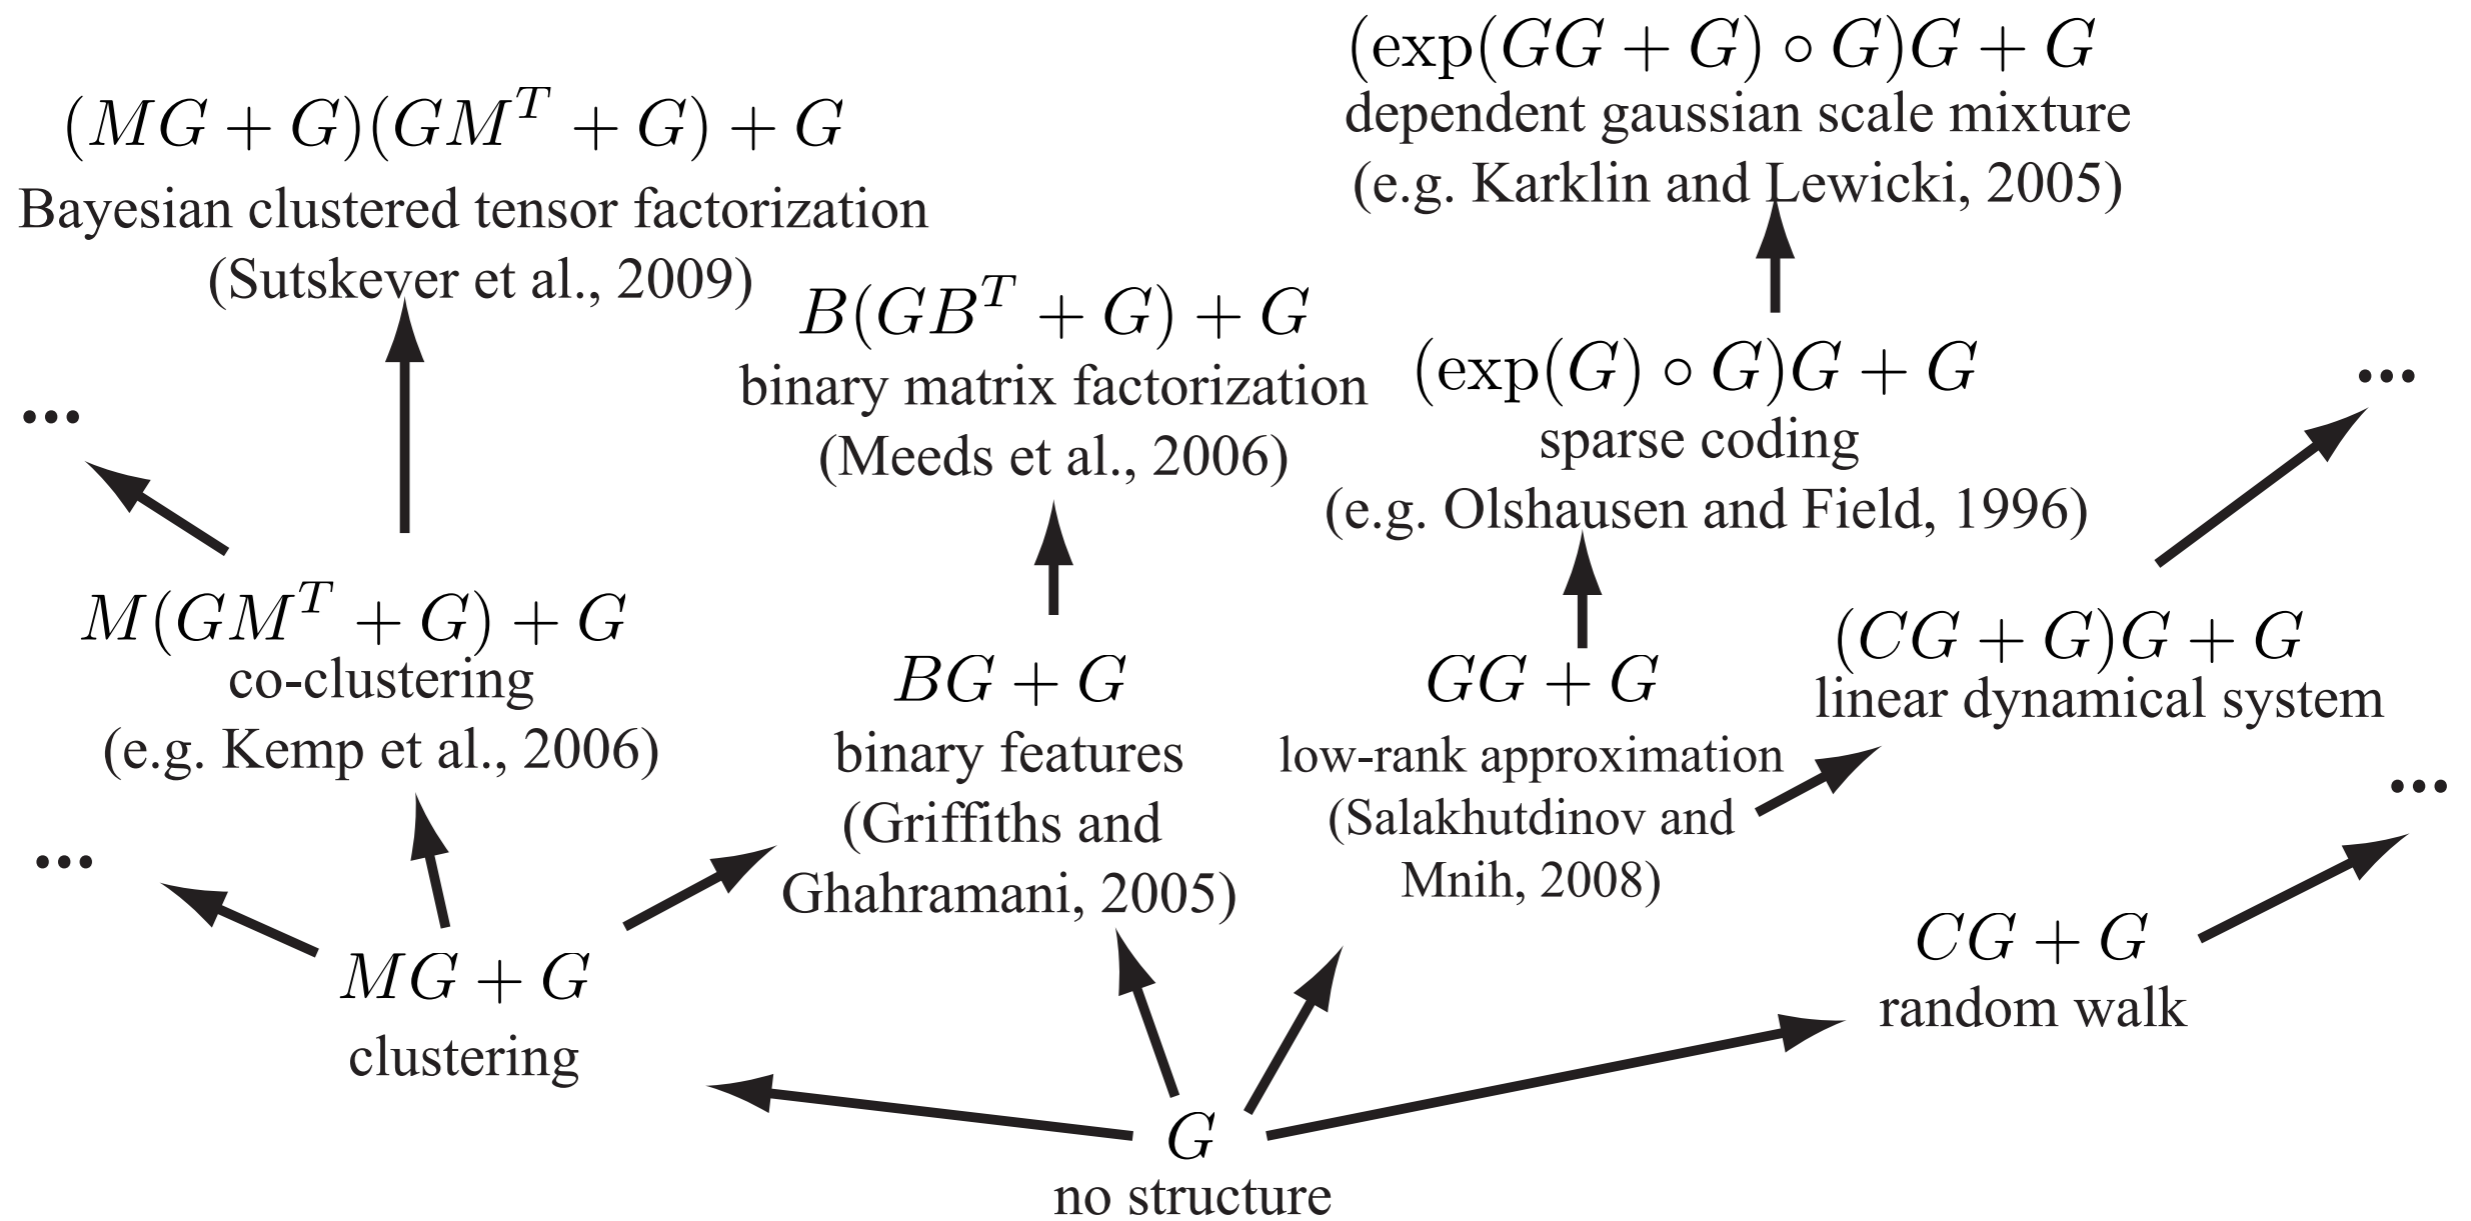 (exp(GG + G) ∘ G)G + G
dependent gaussian scale mixture
(e.g. Karklin and Lewicki, 2005)
(MG + G)(GM^T + G) + G
Bayesian clustered tensor factorization
(Sutskever et al., 2009)
B(GB^T + G) + G
binary matrix factorization
(Meeds et al., 2006)
(exp(G) ∘ G)G + G
sparse coding
(e.g. Olshausen and Field, 1996)
...
...
M(GM^T + G) + G
co-clustering
(e.g. Kemp et al., 2006)
BG + G
binary features
(Griffiths and
Ghahramani, 2005)
GG + G
low-rank approximation
(Salakhutdinov and
Mnih, 2008)
(CG + G)G + G
linear dynamical system
...
...
MG + G
clustering
CG + G
random walk
G
no structure